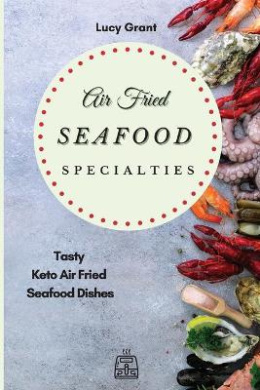 Lucy Grant
Air Fried
SEAFOOD
SPECIALTIES
Tasty
Keto Air Fried
Seafood Dishes